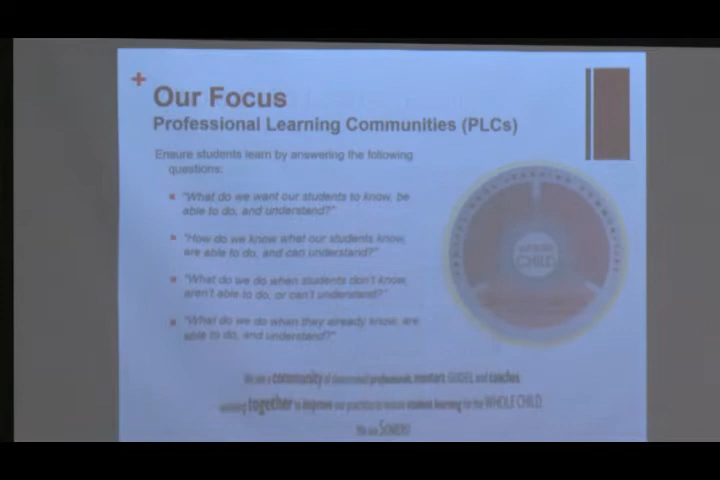 +
Our Focus
Professional Learning Communities (PLCs)
Ensure students learn by answering the following
questions:
"What do we want our students to know, be
able to do, and understand?"
"How do we know what our students know,
are able to do, and can understand?"
"What do we do when students don't know,
aren't able to do, or can't understand?"
"What do we do when they already know, are
able to do, and understand?"
WHOLE
CHILD
We are a community of professionals, mentors, and coaches
together to improve our practice to ensure student learning for the WHOLE CHILD.
We are SOMERS!